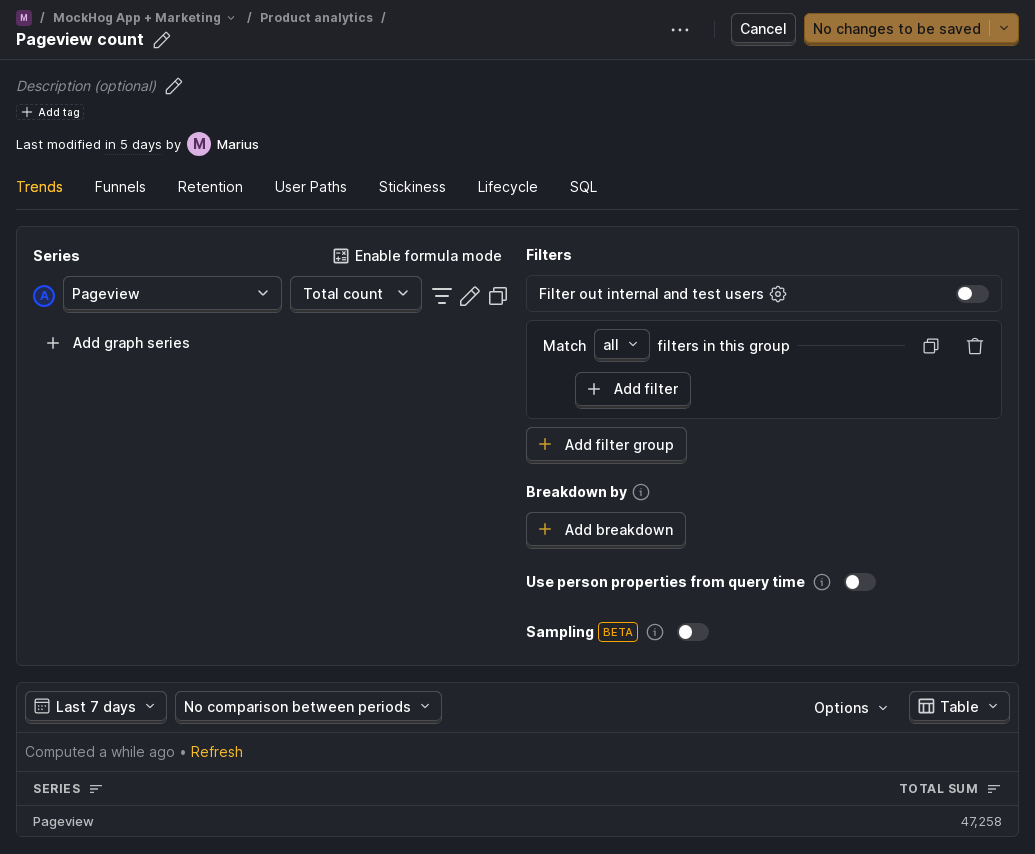 M / MockHog App + Marketing / Product analytics /
Pageview count
Cancel
No changes to be saved
Description (optional)
Add tag
Last modified in 5 days by M Marius
Trends Funnels Retention User Paths Stickiness Lifecycle SQL
Series
Enable formula mode
A Pageview Total count
Add graph series
Filters
Filter out internal and test users
Match all filters in this group
Add filter
Add filter group
Breakdown by
Add breakdown
Use person properties from query time
Sampling BETA
Last 7 days No comparison between periods Options Table
Computed a while ago • Refresh
SERIES TOTAL SUM
Pageview 47,258